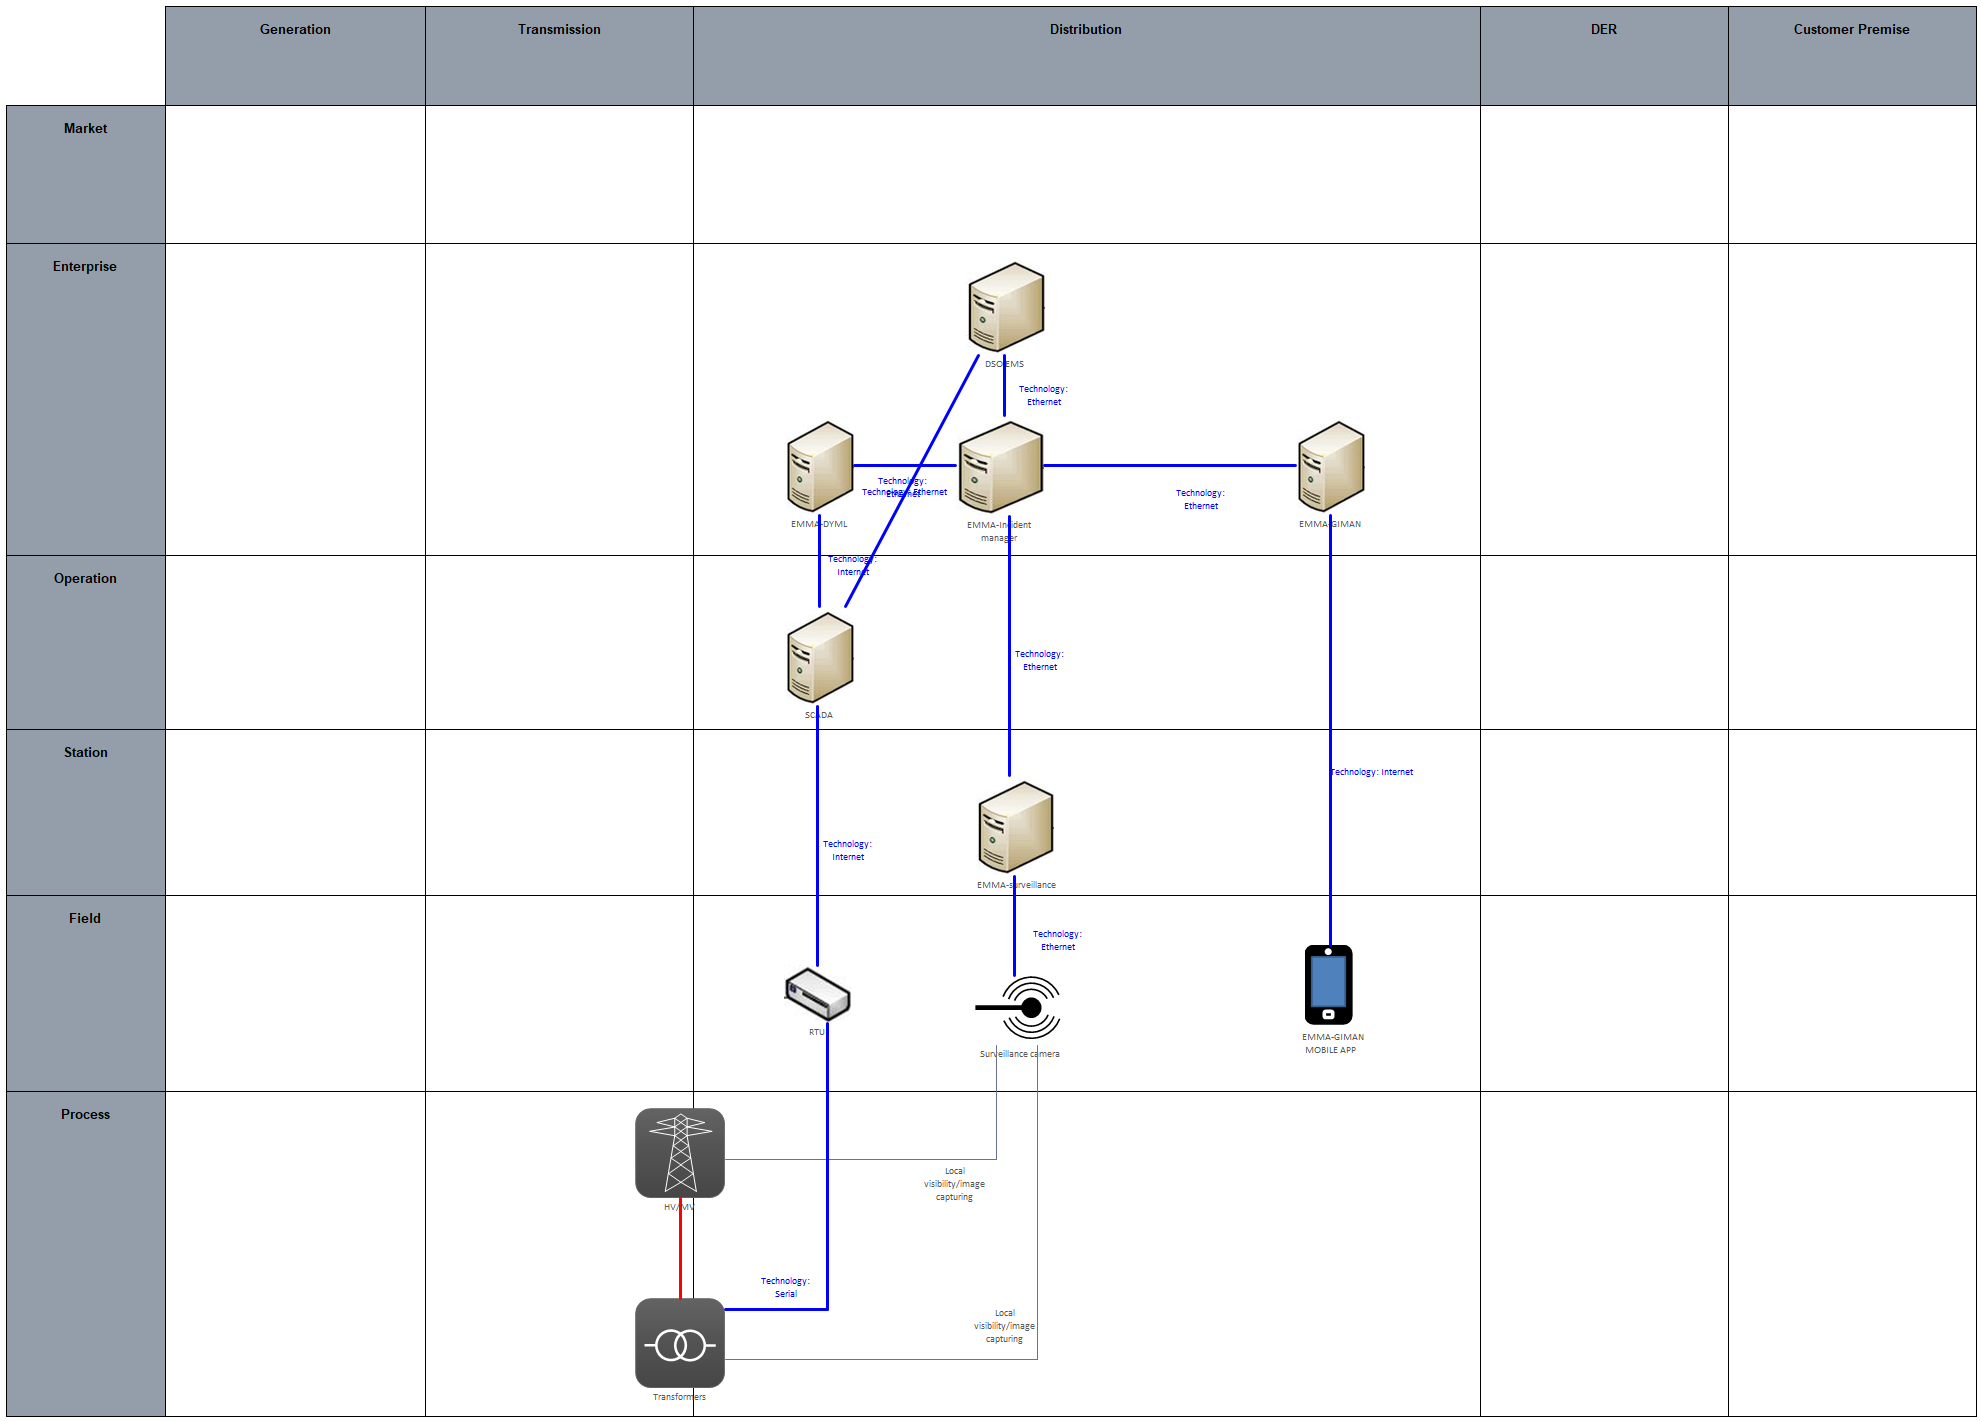 Generation
Transmission
Distribution
DER
Customer Premise
Market
Enterprise
DSO EMS
Technology:
Ethernet
Technology:
Ethernet
Technology: Ethernet
Technology:
Ethernet
EMMA-DYML
EMMA-Incident
manager
EMMA-GIMAN
Technology:
Internet
Operation
Technology:
Ethernet
SCADA
Station
Technology: Internet
Technology:
Internet
EMMA-surveillance
Field
Technology:
Ethernet
RTU
Surveillance camera
EMMA-GIMAN
MOBILE APP
Process
Local
visibility/image
capturing
HV/MV
Technology:
Serial
Local
visibility/image
capturing
Transformers